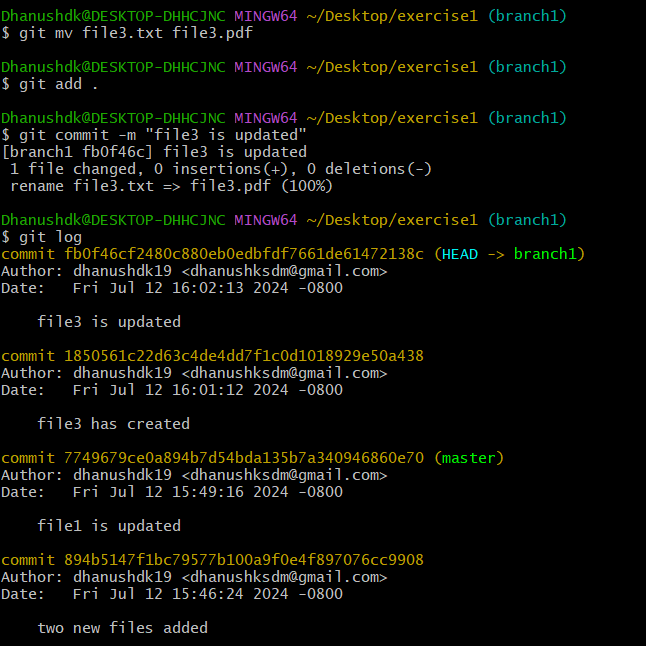 Dhanushdk@DESKTOP-DHHCJNC MINGW64 ~/Desktop/exercise1 (branch1)
$ git mv file3.txt file3.pdf
Dhanushdk@DESKTOP-DHHCJNC MINGW64 ~/Desktop/exercise1 (branch1)
$ git add .
Dhanushdk@DESKTOP-DHHCJNC MINGW64 ~/Desktop/exercise1 (branch1)
$ git commit -m "file3 is updated"
[branch1 fb0f46c] file3 is updated
 1 file changed, 0 insertions(+), 0 deletions(-)
 rename file3.txt => file3.pdf (100%)
Dhanushdk@DESKTOP-DHHCJNC MINGW64 ~/Desktop/exercise1 (branch1)
$ git log
commit fb0f46cf2480c880eb0edbfdf7661de61472138c (HEAD -> branch1)
Author: dhanushdk19 <dhanushksdm@gmail.com>
Date:   Fri Jul 12 16:02:13 2024 -0800
    file3 is updated
commit 1850561c22d63c4de4dd7f1c0d1018929e50a438
Author: dhanushdk19 <dhanushksdm@gmail.com>
Date:   Fri Jul 12 16:01:12 2024 -0800
    file3 has created
commit 7749679ce0a894b7d54bda135b7a340946860e70 (master)
Author: dhanushdk19 <dhanushksdm@gmail.com>
Date:   Fri Jul 12 15:49:16 2024 -0800
    file1 is updated
commit 894b5147f1bc79577b100a9f0e4f897076cc9908
Author: dhanushdk19 <dhanushksdm@gmail.com>
Date:   Fri Jul 12 15:46:24 2024 -0800
    two new files added